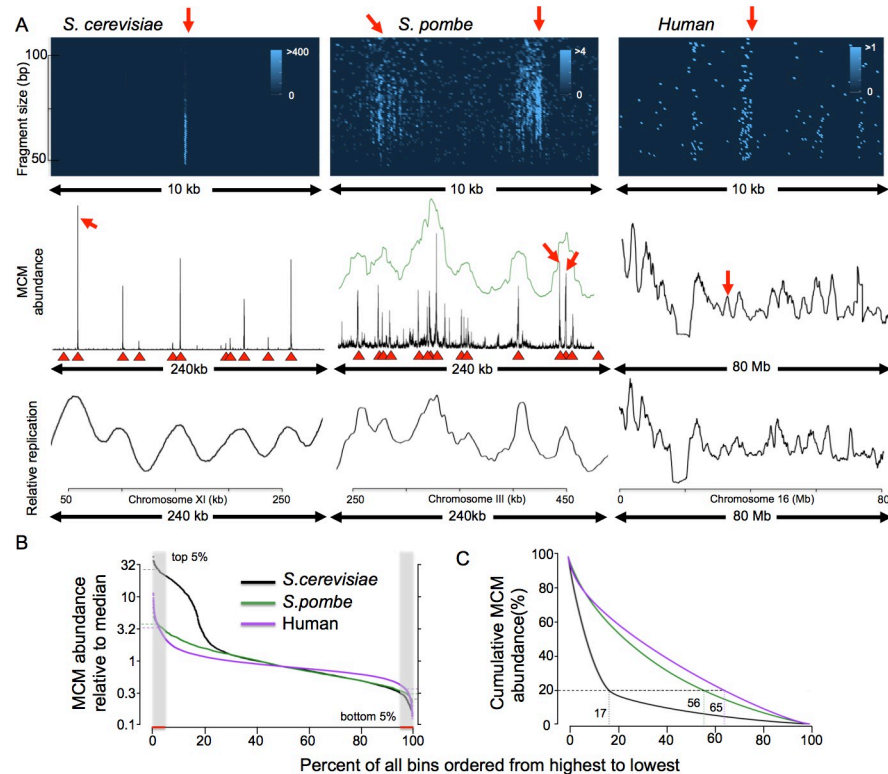 A
S. cerevisiae
S. pombe
Human
Fragment size (bp)
100
50
>400
0
>4
0
>1
0
10 kb
10 kb
10 kb
MCM
abundance
240kb
240 kb
80 Mb
Relative replication
50
Chromosome XI (kb)
250
250
Chromosome III (kb)
450
0
Chromosome 16 (Mb)
80
240 kb
240kb
80 Mb
B
MCM abundance
relative to median
32
10
3.2
1
0.3
0.1
top 5%
S.cerevisiae
S.pombe
Human
bottom 5%
0
20
40
60
80
100
C
Cumulative MCM
abundance(%)
100
80
60
40
20
0
17
56
65
0
20
40
60
80
100
Percent of all bins ordered from highest to lowest